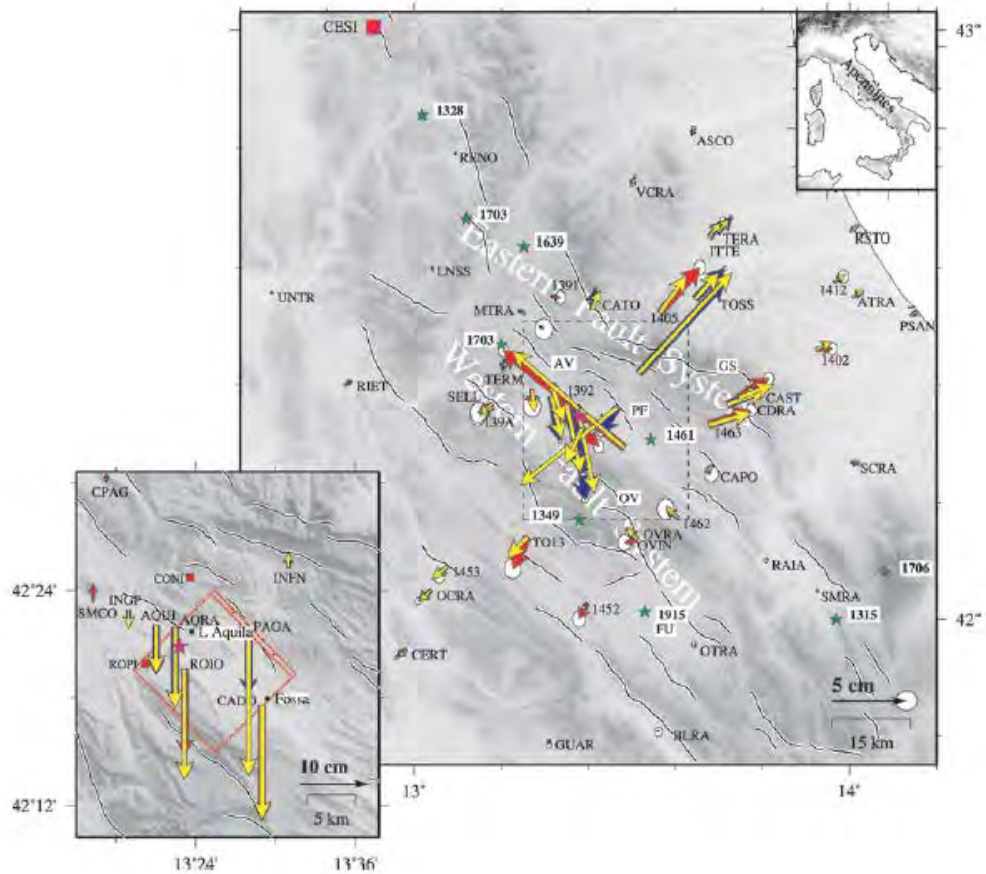 CESI
43°
Apennines
1328
ASCO
RENO
VCRA
1703
TERA
RSTO
1639
ITTE
Eastern Fault System
LNSS
1391
1412
UNTR
CATO
TOSS
ATRA
MTRA
1405
PSAN
1703
1402
AV
GS
TERM
1392
RIET
SELL
CAST
PF
CDRA
139A
1463
Western Fault System
1461
SCRA
CPAG
CAPO
OV
1349
1462
OVRA
TO13
OVIN
INFN
42°24'
CONI
RAIA
1453
1706
INGP
SMRA
SMCO
OCRA
AQUI
AQRA
PAGA
1452
1915
1315
L'Aquila
FU
42°
OTRA
CERT
ROPI
ROIO
CADO
Fossa
5 cm
BLRA
15 km
GUAR
10 cm
13°
14°
42°12'
5 km
13°24'
13°36'